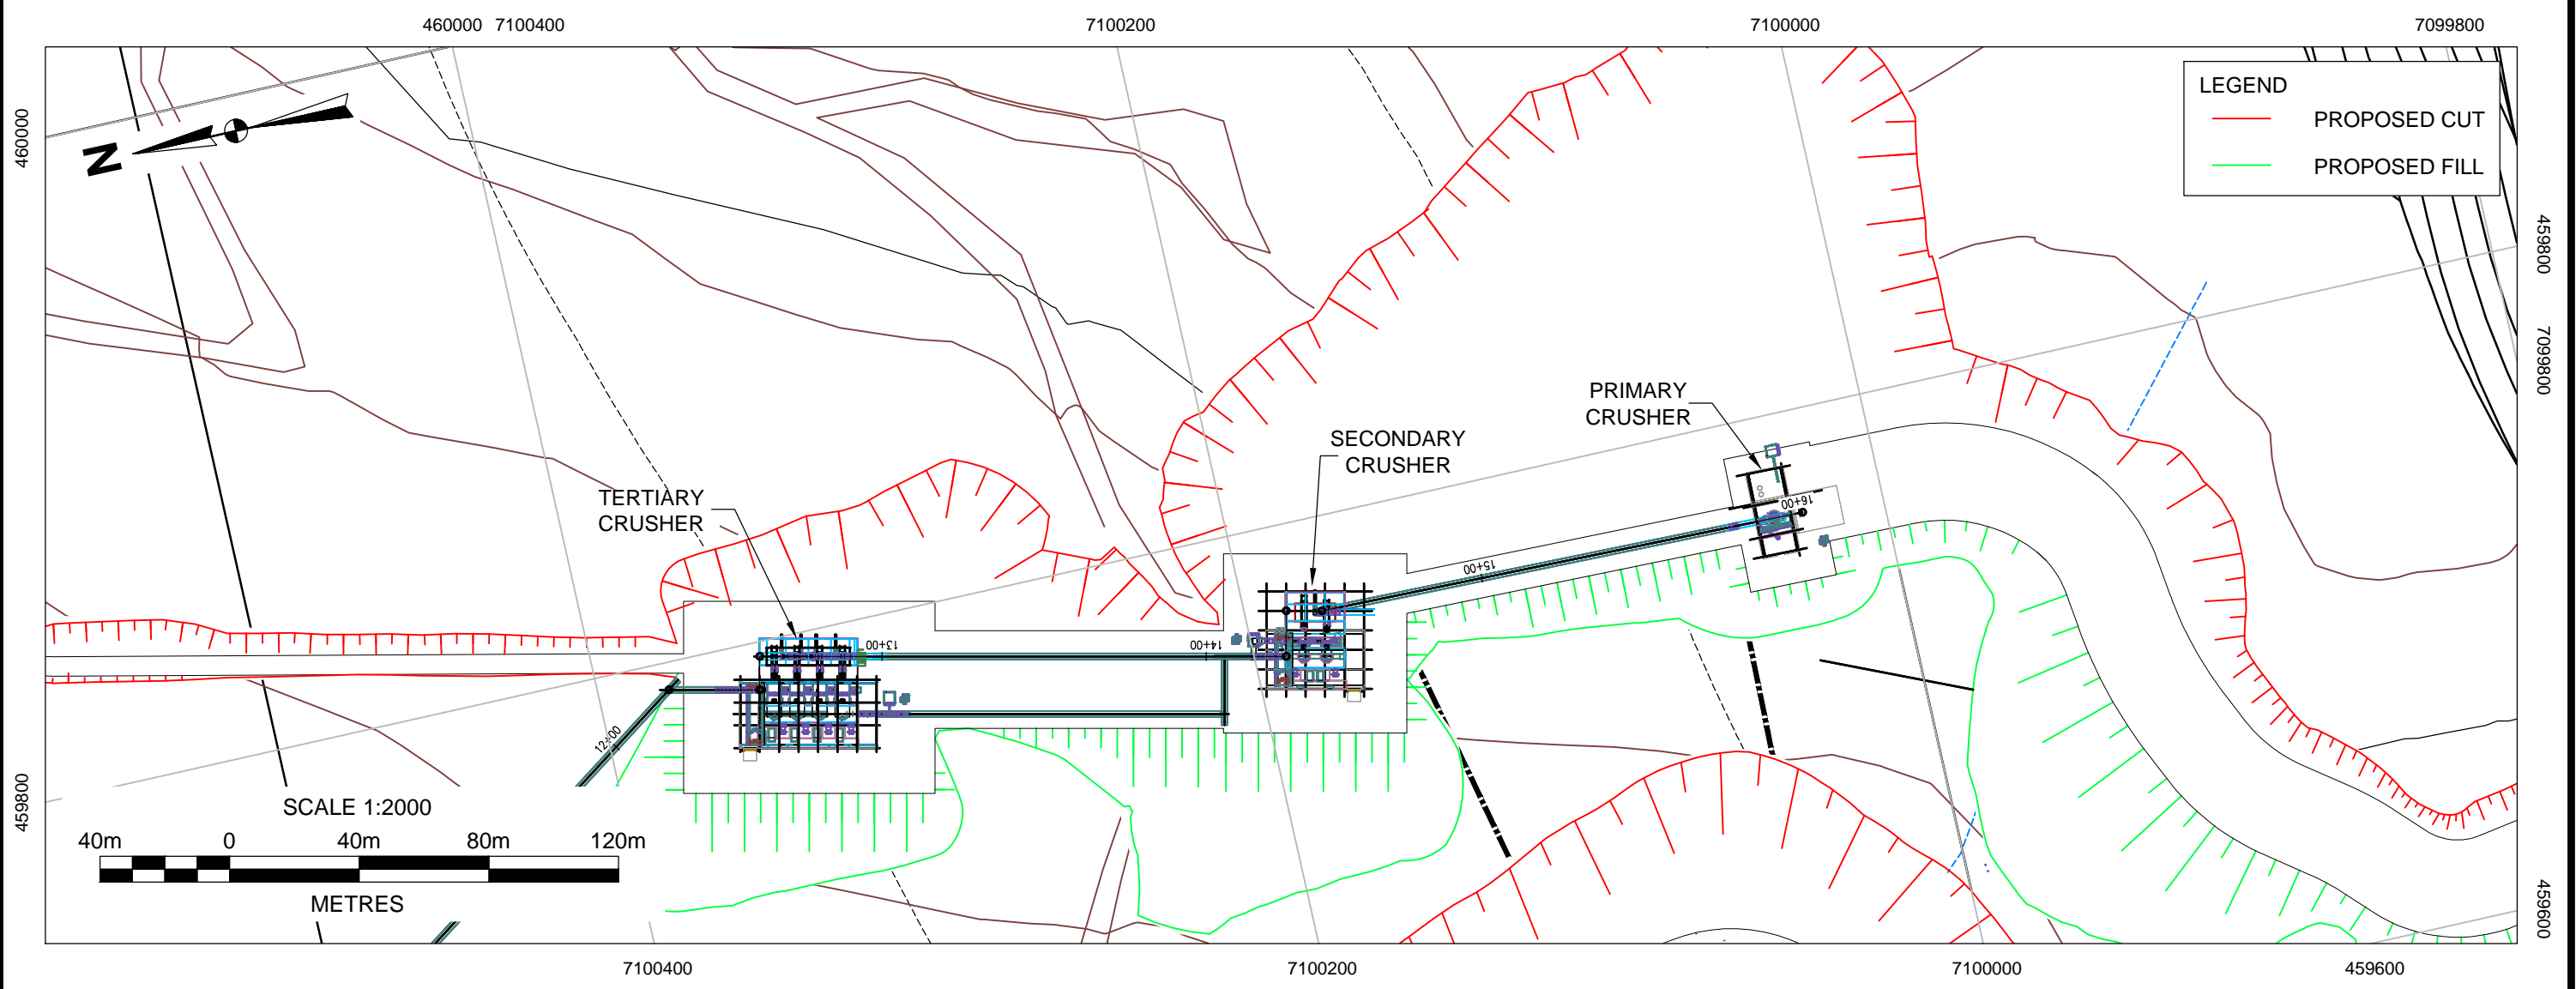 460000 7100400 7100200 7100000 7099800
460000
N
LEGEND
PROPOSED CUT
PROPOSED FILL
459800
7099800
PRIMARY
CRUSHER
SECONDARY
CRUSHER
TERTIARY
CRUSHER
16+00
15+00
14+00
13+00
12+00
459800
SCALE 1:2000
40m 0 40m 80m 120m
METRES
459600
7100400 7100200 7100000 459600